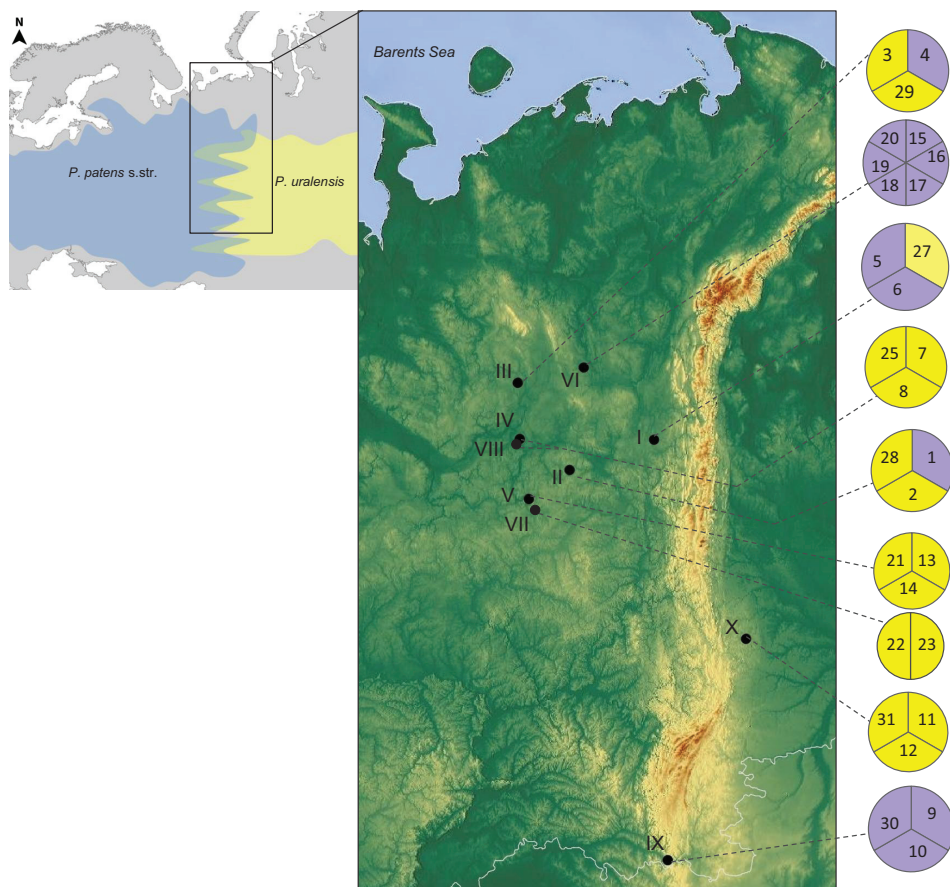 N
P. patens s.str.
P. uralensis
Barents Sea
III
VI
IV
VIII
I
II
V
VII
X
IX
3 4
29
20 15
19 16
18 17
5 27
6
25 7
8
28 1
2
21 13
14
22 23
31 11
12
30 9
10